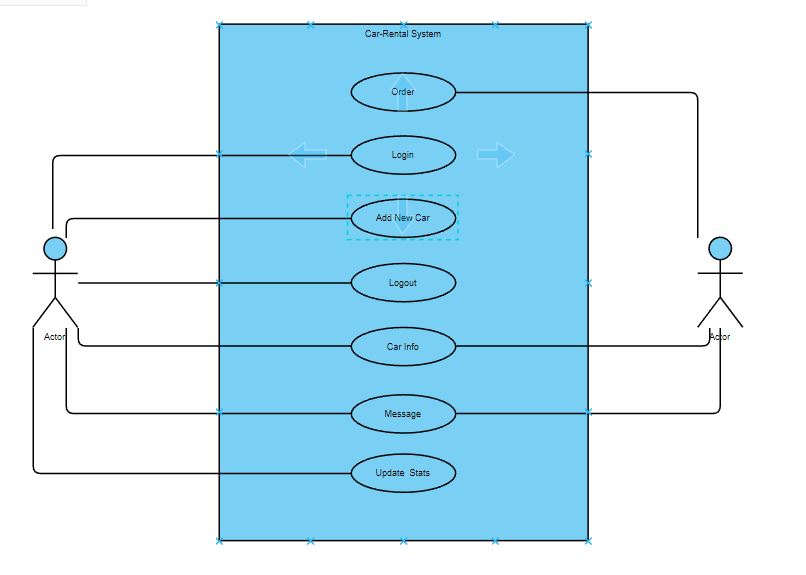 Car-Rental System
Order
Login
Add New Car
Logout
Actor
Actor
Car Info
Message
Update Stats